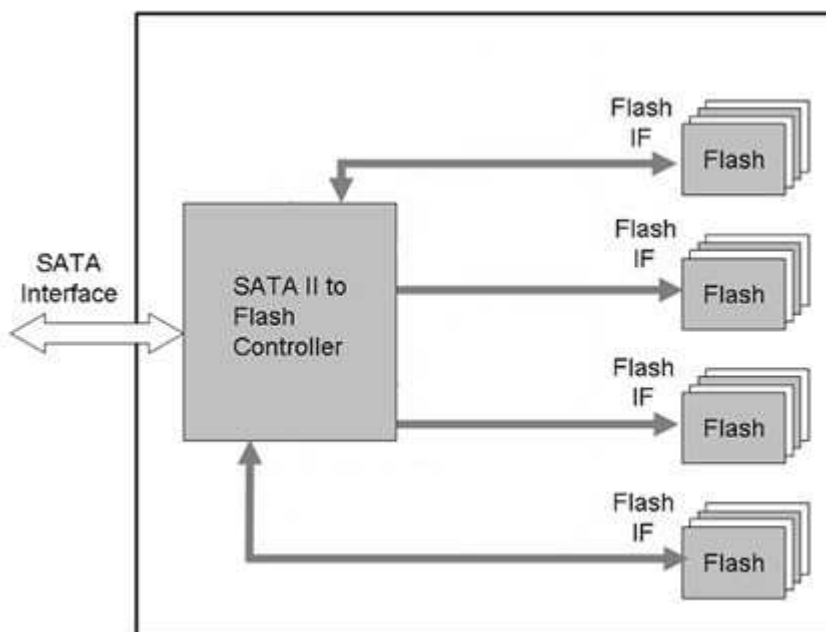 Flash
IF
Flash
Flash
IF
Flash
SATA
Interface
SATA II to
Flash
Controller
Flash
IF
Flash
Flash
IF
Flash